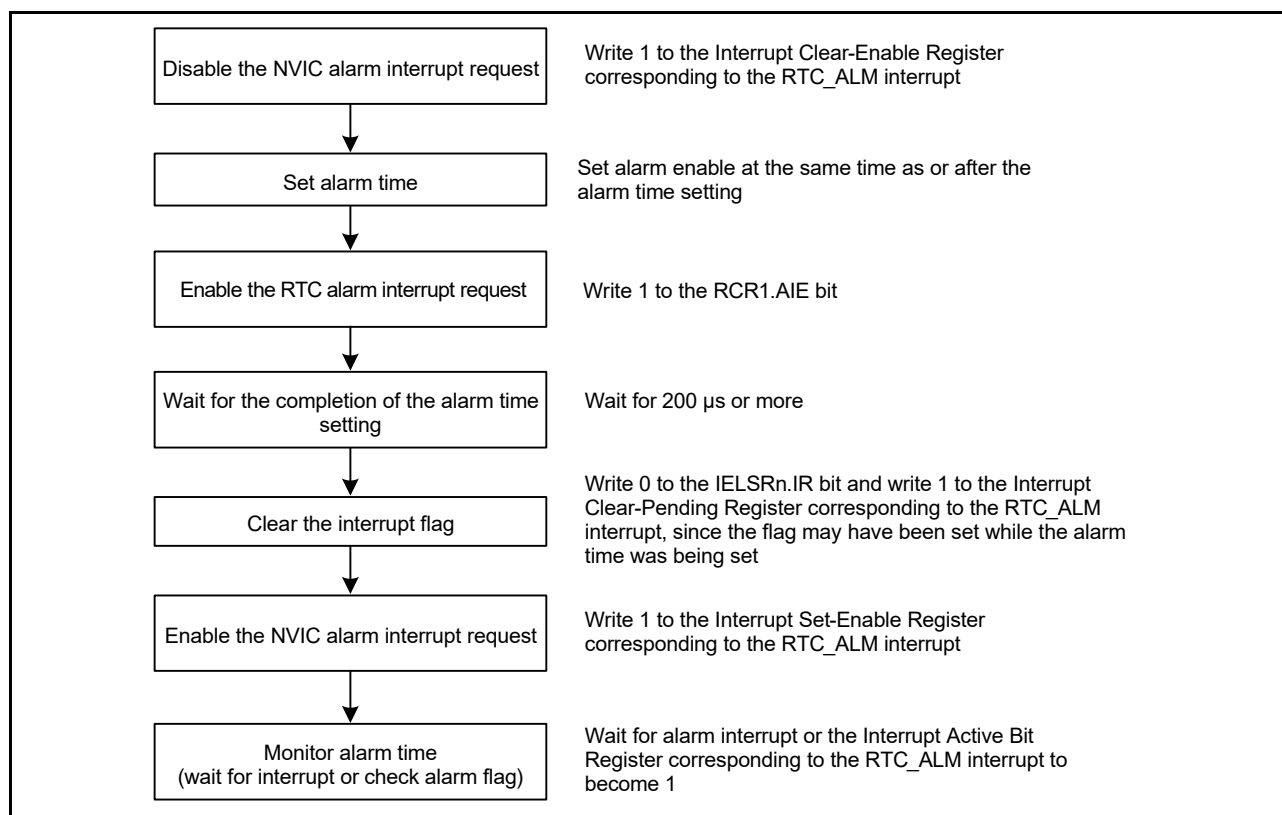 Disable the NVIC alarm interrupt request
Write 1 to the Interrupt Clear-Enable Register
corresponding to the RTC_ALM interrupt
Set alarm time
Set alarm enable at the same time as or after the
alarm time setting
Enable the RTC alarm interrupt request
Write 1 to the RCR1.AIE bit
Wait for the completion of the alarm time
setting
Wait for 200 µs or more
Clear the interrupt flag
Write 0 to the IELSRn.IR bit and write 1 to the Interrupt
Clear-Pending Register corresponding to the RTC_ALM
interrupt, since the flag may have been set while the alarm
time was being set
Enable the NVIC alarm interrupt request
Write 1 to the Interrupt Set-Enable Register
corresponding to the RTC_ALM interrupt
Monitor alarm time
(wait for interrupt or check alarm flag)
Wait for alarm interrupt or the Interrupt Active Bit
Register corresponding to the RTC_ALM interrupt to
become 1